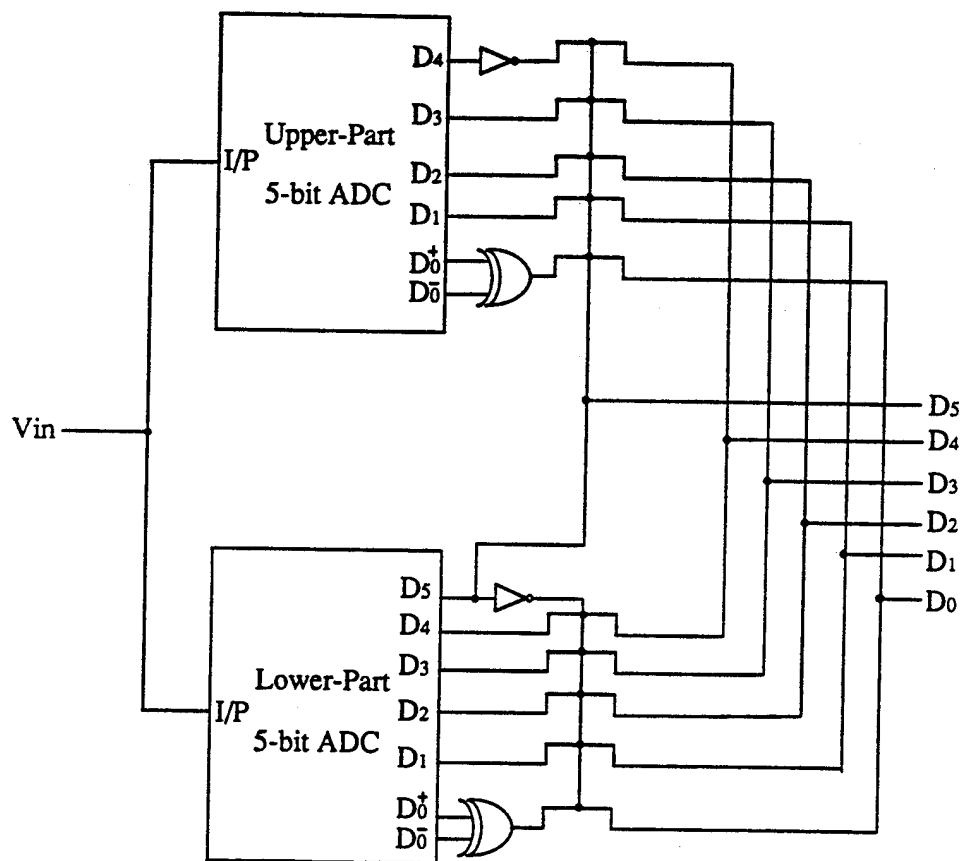 D4
D3
Upper-Part
I/P
D2
5-bit ADC
D1
D0+
D0-
Vin
D5
D4
D3
D2
D1
D0
D5
D4
D3
Lower-Part
I/P
D2
5-bit ADC
D1
D0+
D0-